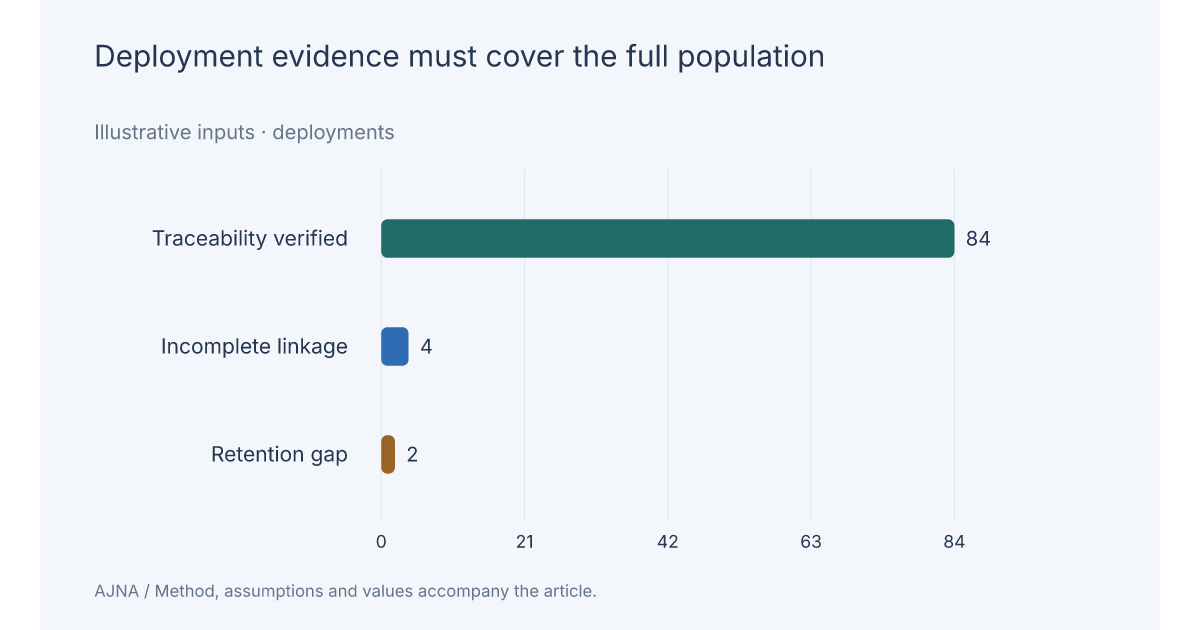 Deployment evidence must cover the full population
Illustrative inputs · deployments
Traceability verified 84
Incomplete linkage 4
Retention gap 2
0 21 42 63 84
AJNA / Method, assumptions and values accompany the article.